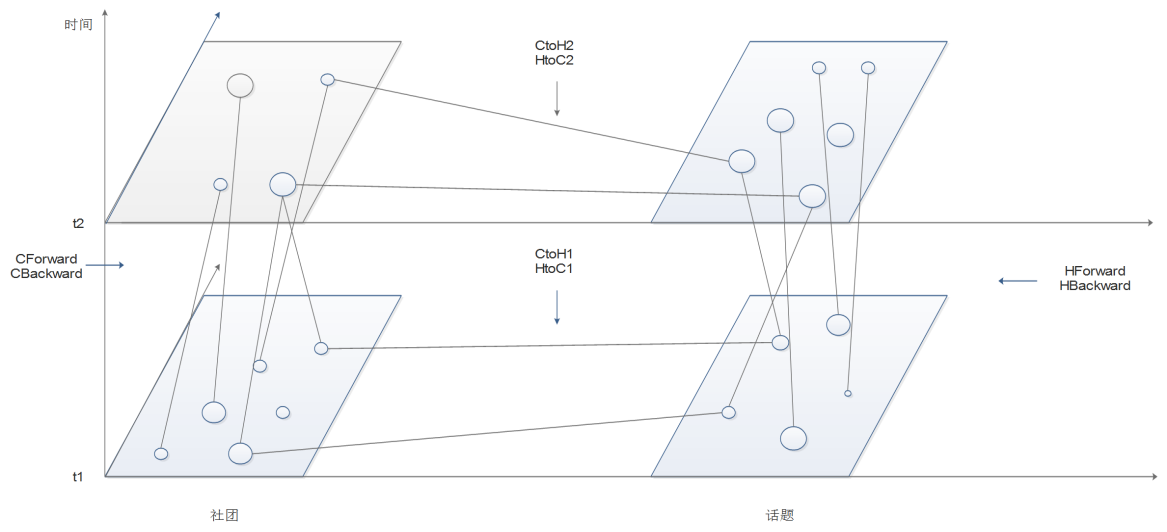 时间
CtoH2
HtoC2
t2
CForward
CBackward
CtoH1
HtoC1
HForward
HBackward
t1
社团
话题